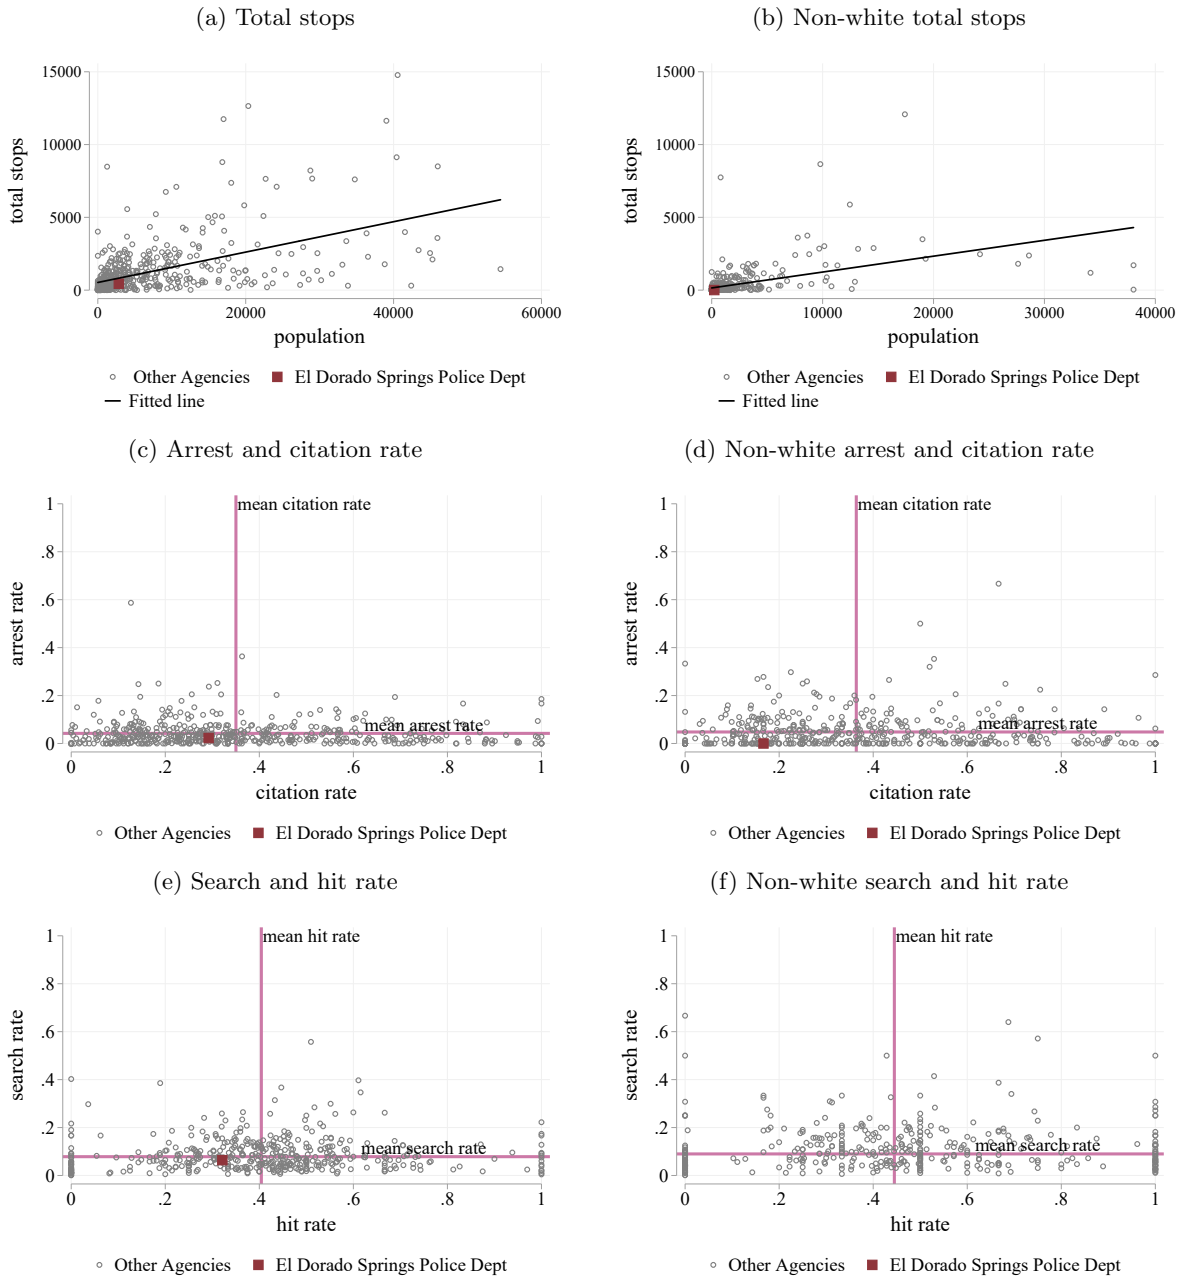 (a) Total stops
(b) Non-white total stops
15000
10000
5000
0
total stops
0 20000 40000 60000
population
Other Agencies El Dorado Springs Police Dept
Fitted line
15000
10000
5000
0
total stops
0 10000 20000 30000 40000
population
Other Agencies El Dorado Springs Police Dept
Fitted line
(c) Arrest and citation rate
(d) Non-white arrest and citation rate
1
.8
.6
.4
.2
0
arrest rate
mean citation rate
mean arrest rate
0 .2 .4 .6 .8 1
citation rate
Other Agencies El Dorado Springs Police Dept
1
.8
.6
.4
.2
0
arrest rate
mean citation rate
mean arrest rate
0 .2 .4 .6 .8 1
citation rate
Other Agencies El Dorado Springs Police Dept
(e) Search and hit rate
(f) Non-white search and hit rate
1
.8
.6
.4
.2
0
search rate
mean hit rate
mean search rate
0 .2 .4 .6 .8 1
hit rate
Other Agencies El Dorado Springs Police Dept
1
.8
.6
.4
.2
0
search rate
mean hit rate
mean search rate
0 .2 .4 .6 .8 1
hit rate
Other Agencies El Dorado Springs Police Dept